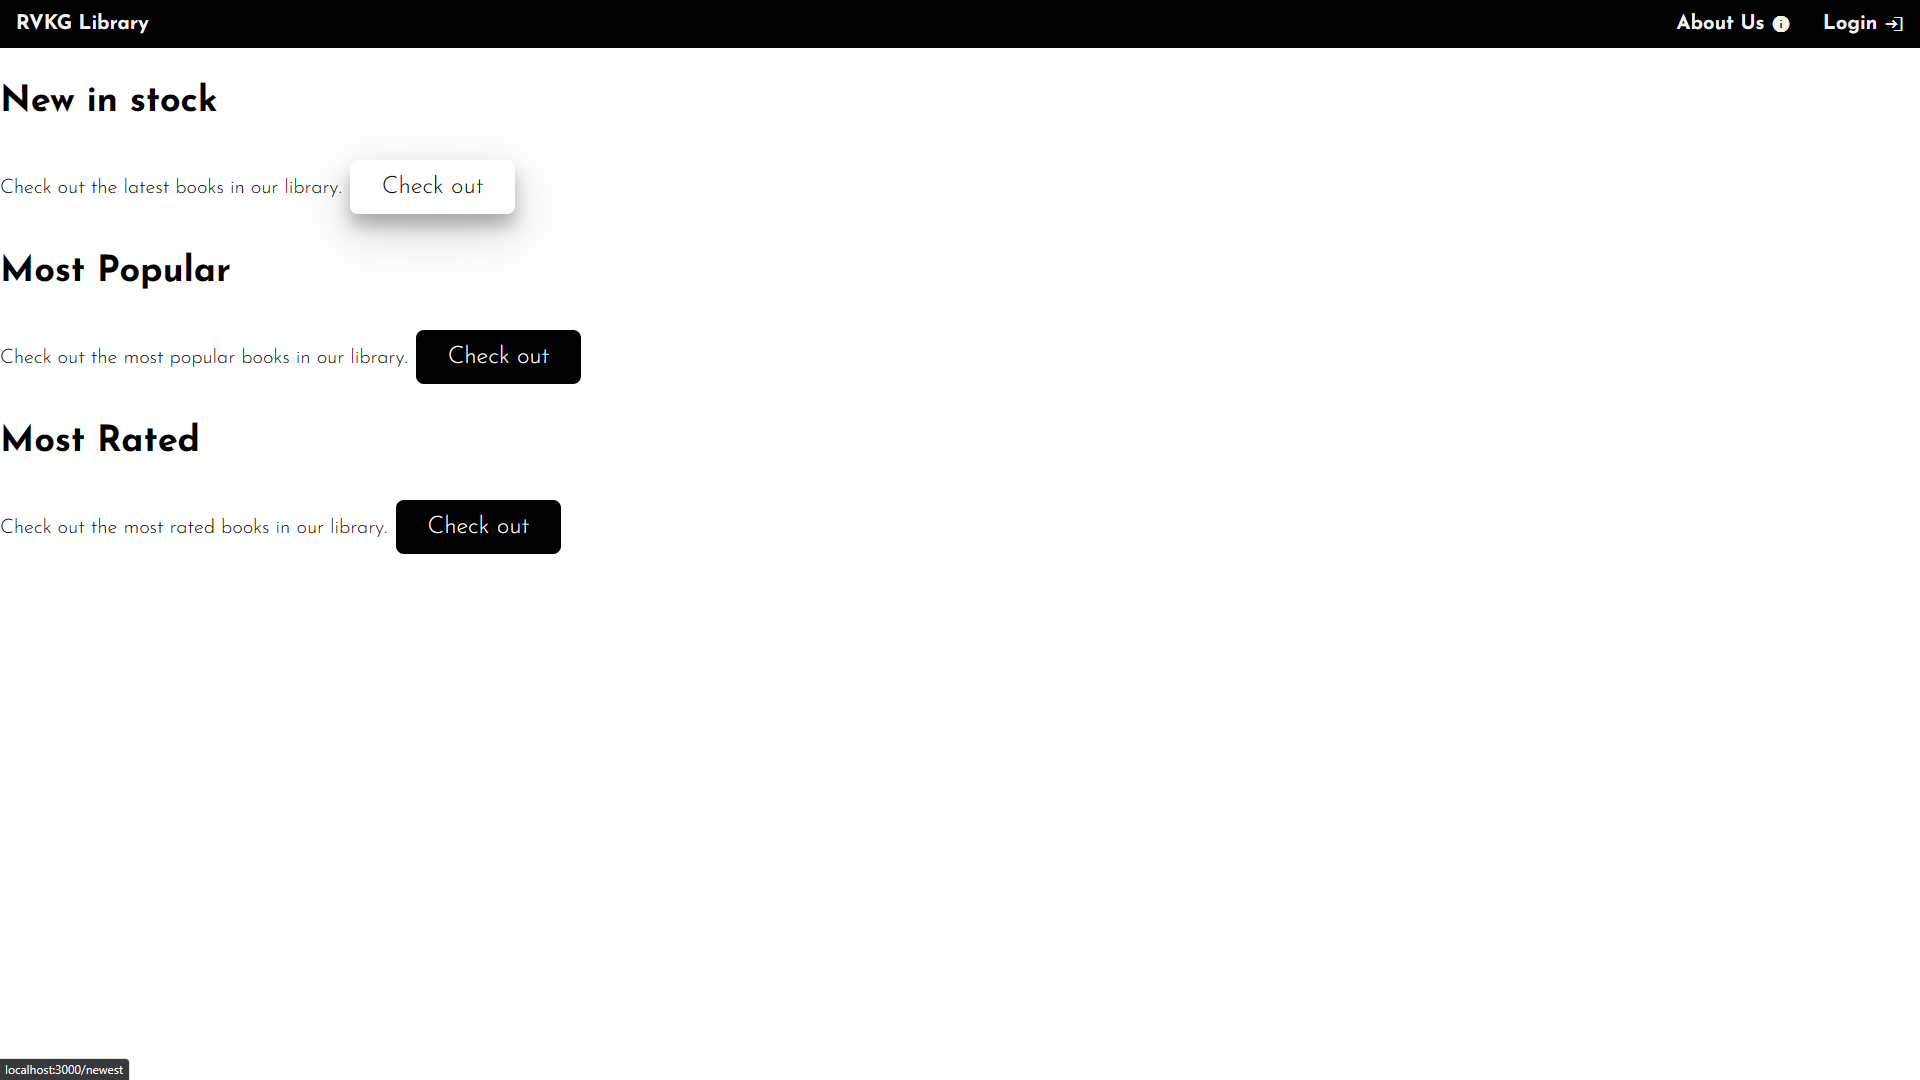 RVKG Library About Us Login
New in stock
Check out the latest books in our library. Check out
Most Popular
Check out the most popular books in our library. Check out
Most Rated
Check out the most rated books in our library. Check out
localhost:3000/newest